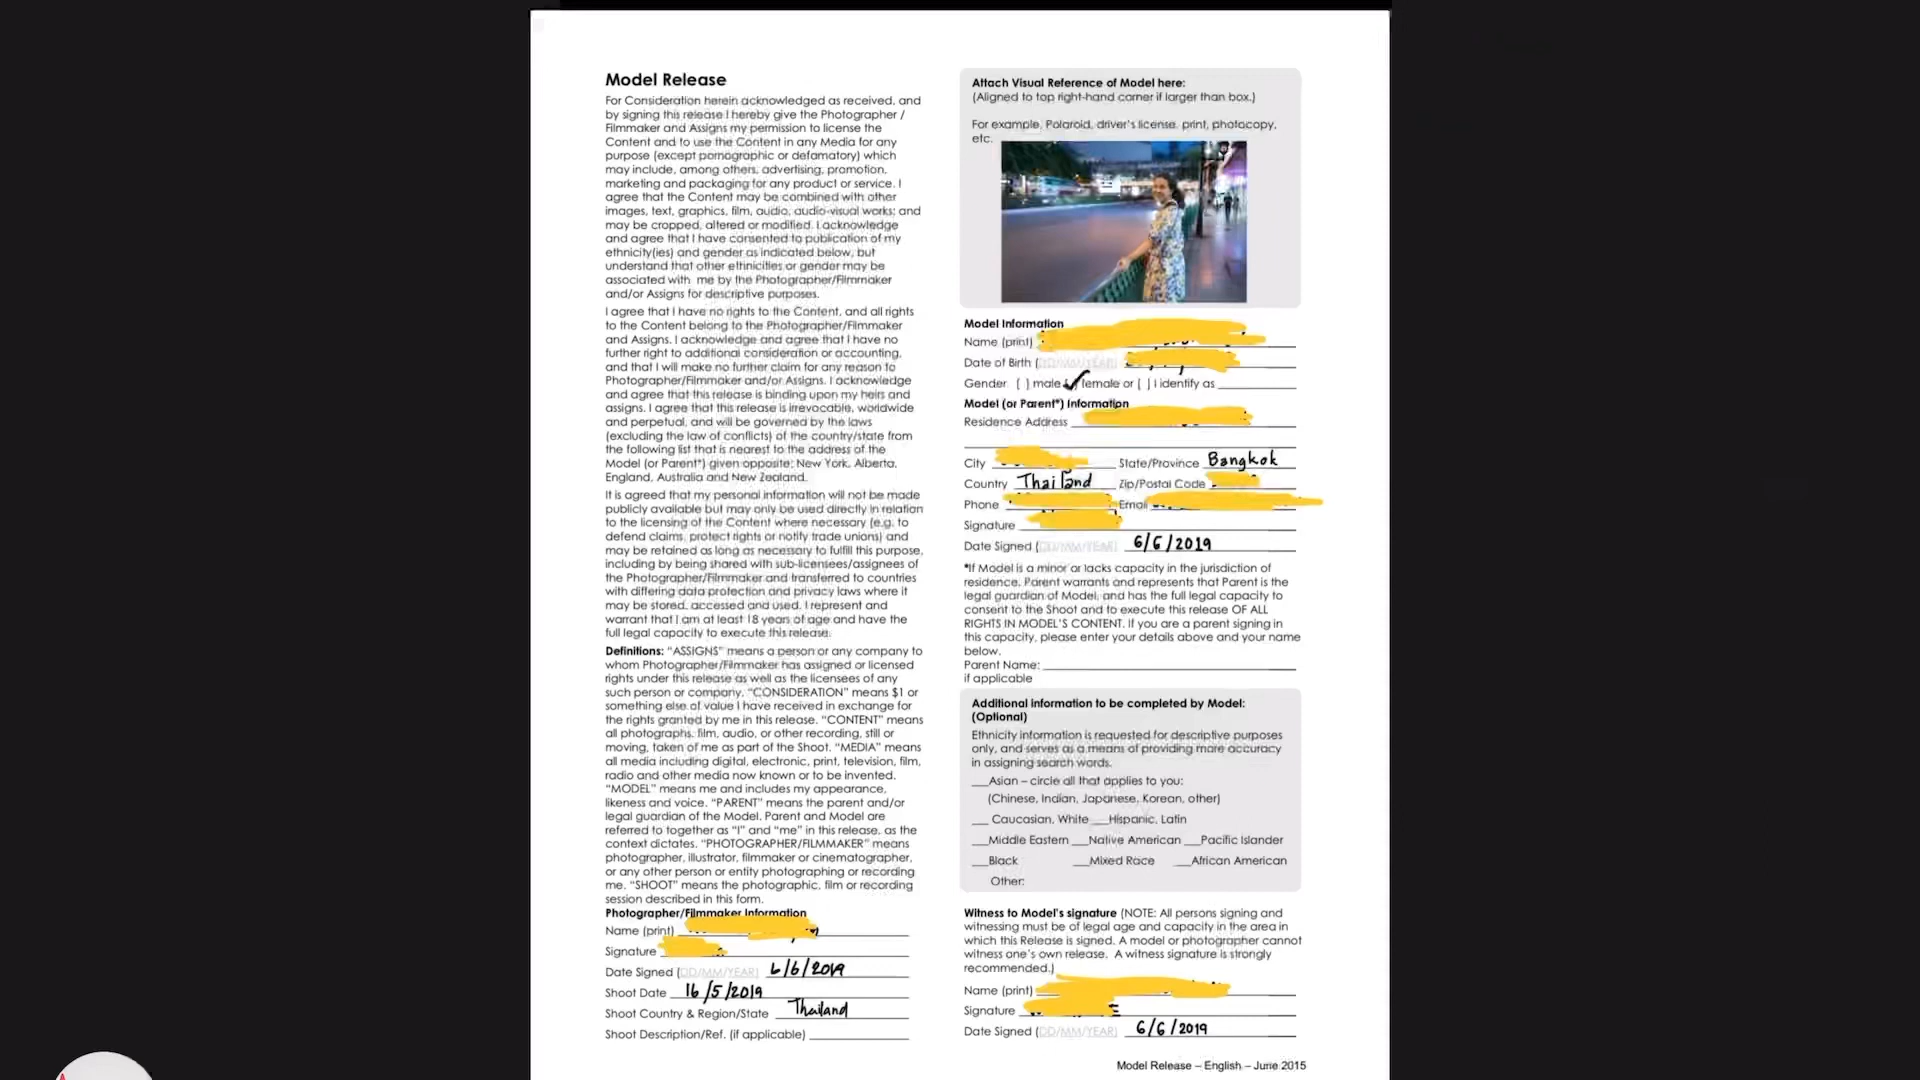 Model Release
For Consideration herein acknowledged as received, and
by signing this release I hereby give the Photographer /
Filmmaker and Assigns my permission to license the
Content and to use the Content in any Media for any
purpose (except pornographic or defamatory) which
may include, among others, advertising, promotion,
marketing and packaging for any product or service. I
agree that the Content may be combined with other
images, text, graphics, film, audio, audio-visual works; and
may be cropped, altered or modified. I acknowledge
and agree that I have consented to publication of my
ethnicity(ies) and gender as indicated below, but
understand that other ethnicities or gender may be
associated with me by the Photographer/Filmmaker
and/or Assigns for descriptive purposes.
I agree that I have no rights to the Content, and all rights
to the Content belong to the Photographer/Filmmaker
and Assigns. I acknowledge and agree that I have no
further right to additional consideration or accounting,
and that I will make no further claim for any reason to
Photographer/Filmmaker and/or Assigns. I acknowledge
and agree that this release is binding upon my heirs and
assigns. I agree that this release is irrevocable, worldwide
and perpetual, and will be governed by the laws
(excluding the law of conflicts) of the country/state from
the following list that is nearest to the address of the
Model (or Parent*) given opposite: New York, Alberta,
England, Australia and New Zealand.
It is agreed that my personal information will not be made
publicly available but may only be used directly in relation
to the licensing of the Content where necessary (e.g. to
defend claims, protect rights or notify trade unions) and
may be retained as long as necessary to fulfill this purpose,
including by being shared with sub-licensees/assignees of
the Photographer/Filmmaker and transferred to countries
with differing data protection and privacy laws where it
may be stored, accessed and used. I represent and
warrant that I am at least 18 years of age and have the
full legal capacity to execute this release.
Definitions: “ASSIGNS” means a person or any company to
whom Photographer/Filmmaker has assigned or licensed
rights under this release as well as the licensees of any
such person or company. “CONSIDERATION” means $1 or
something else of value I have received in exchange for
the rights granted by me in this release. “CONTENT” means
all photographs, film, audio, or other recording, still or
moving, taken of me as part of the Shoot. “MEDIA” means
all media including digital, electronic, print, television, film,
radio and other media now known or to be invented.
“MODEL” means me and includes my appearance,
likeness and voice. “PARENT” means the parent and/or
legal guardian of the Model. Parent and Model are
referred to together as “I” and “me” in this release, as the
context dictates. “PHOTOGRAPHER/FILMMAKER” means
photographer, illustrator, filmmaker or cinematographer,
or any other person or entity photographing or recording
me. “SHOOT” means the photographic, film or recording
session described in this form.
Photographer/Filmmaker Information
Name (print)
Signature
Date Signed (DD/MM/YEAR) 6/6/2019
Shoot Date 16/5/2019
Shoot Country & Region/State Thailand
Shoot Description/Ref. (if applicable)
Attach Visual Reference of Model here:
(Aligned to top right-hand corner if larger than box.)
For example, Polaroid, driver’s license, print, photocopy,
etc.
Model Information
Name (print)
Date of Birth (DD/MM/YEAR)
Gender ( ) male (✓) female or ( ) I identify as
Model (or Parent*) Information
Residence Address
City State/Province Bangkok
Country Thailand Zip/Postal Code
Phone Email
Signature
Date Signed (DD/MM/YEAR) 6/6/2019
*If Model is a minor or lacks capacity in the jurisdiction of
residence, Parent warrants and represents that Parent is the
legal guardian of Model, and has the full legal capacity to
consent to the Shoot and to execute this release OF ALL
RIGHTS IN MODEL’S CONTENT. If you are a parent signing in
this capacity, please enter your details above and your name
below.
Parent Name:
if applicable
Additional information to be completed by Model:
(Optional)
Ethnicity information is requested for descriptive purposes
only, and serves as a means of providing more accuracy
in assigning search words.
___Asian – circle all that applies to you:
(Chinese, Indian, Japanese, Korean, other)
___ Caucasian, White ___Hispanic, Latin
___Middle Eastern ___Native American ___Pacific Islander
___Black ___Mixed Race ___African American
Other:
Witness to Model’s signature (NOTE: All persons signing and
witnessing must be of legal age and capacity in the area in
which this Release is signed. A model or photographer cannot
witness one’s own release. A witness signature is strongly
recommended.)
Name (print)
Signature
Date Signed (DD/MM/YEAR) 6/6/2019
Model Release – English – June 2015